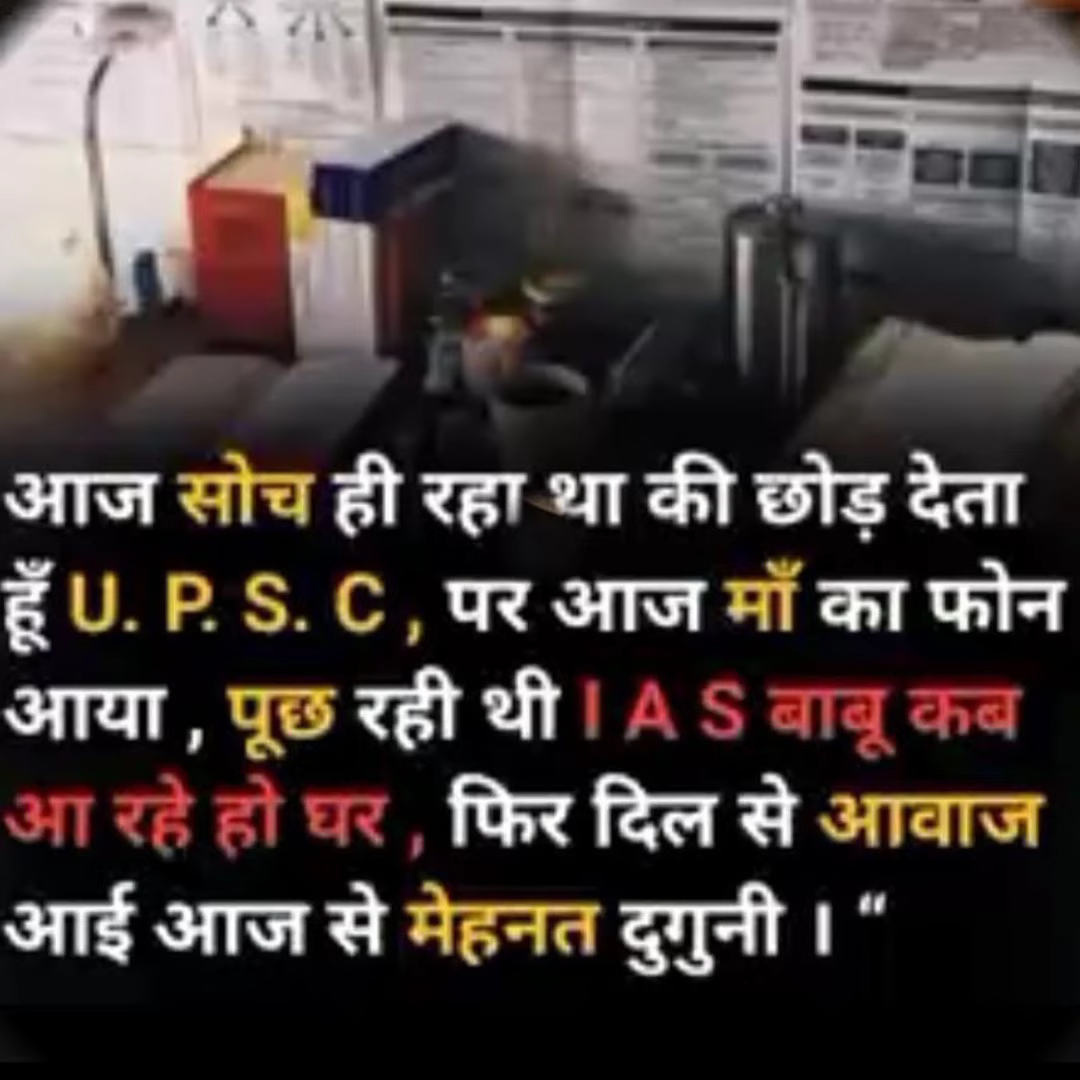 आज सोच ही रहा था की छोड़ देता
हूँ U. P. S. C , पर आज माँ का फोन
आया , पूछ रही थी I A S बाबू कब
आ रहे हो घर , फिर दिल से आवाज
आई आज से मेहनत दुगुनी । “